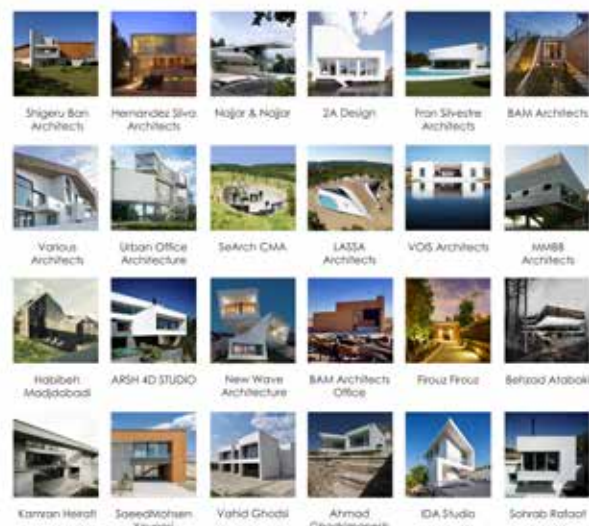 Shigeru Ban
Architects
Hernandez Silva
Architects
Najjar & Najjar
2A Design
Fran Silvestre
Architects
BAM Architects
Various
Architects
Urban Office
Architecture
SeArch CMA
LASSA
Architects
VOIS Architects
MMBB
Architects
Habibeh
Madjdabadi
ARSH 4D STUDIO
New Wave
Architecture
BAM Architects
Office
Firouz Firouz
Behzad Atabaki
Kamran Heirati
SaeedMohsen
Vahid Ghodsi
Ahmad
IDA Studio
Sohrab Rafaat